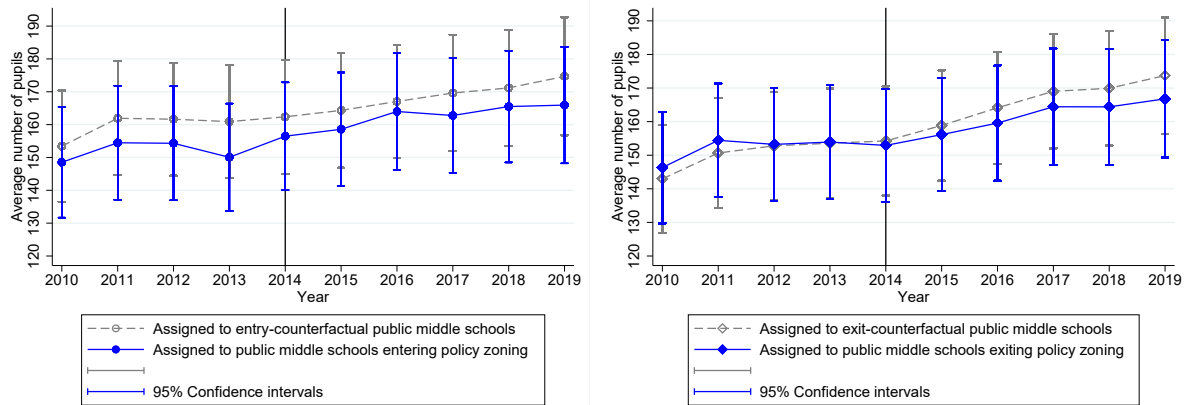 Average number of pupils
190
180
170
160
150
140
130
120
2010 2011 2012 2013 2014 2015 2016 2017 2018 2019
Year
Assigned to entry-counterfactual public middle schools
Assigned to public middle schools entering policy zoning
95% Confidence intervals
Average number of pupils
190
180
170
160
150
140
130
120
2010 2011 2012 2013 2014 2015 2016 2017 2018 2019
Year
Assigned to exit-counterfactual public middle schools
Assigned to public middle schools exiting policy zoning
95% Confidence intervals